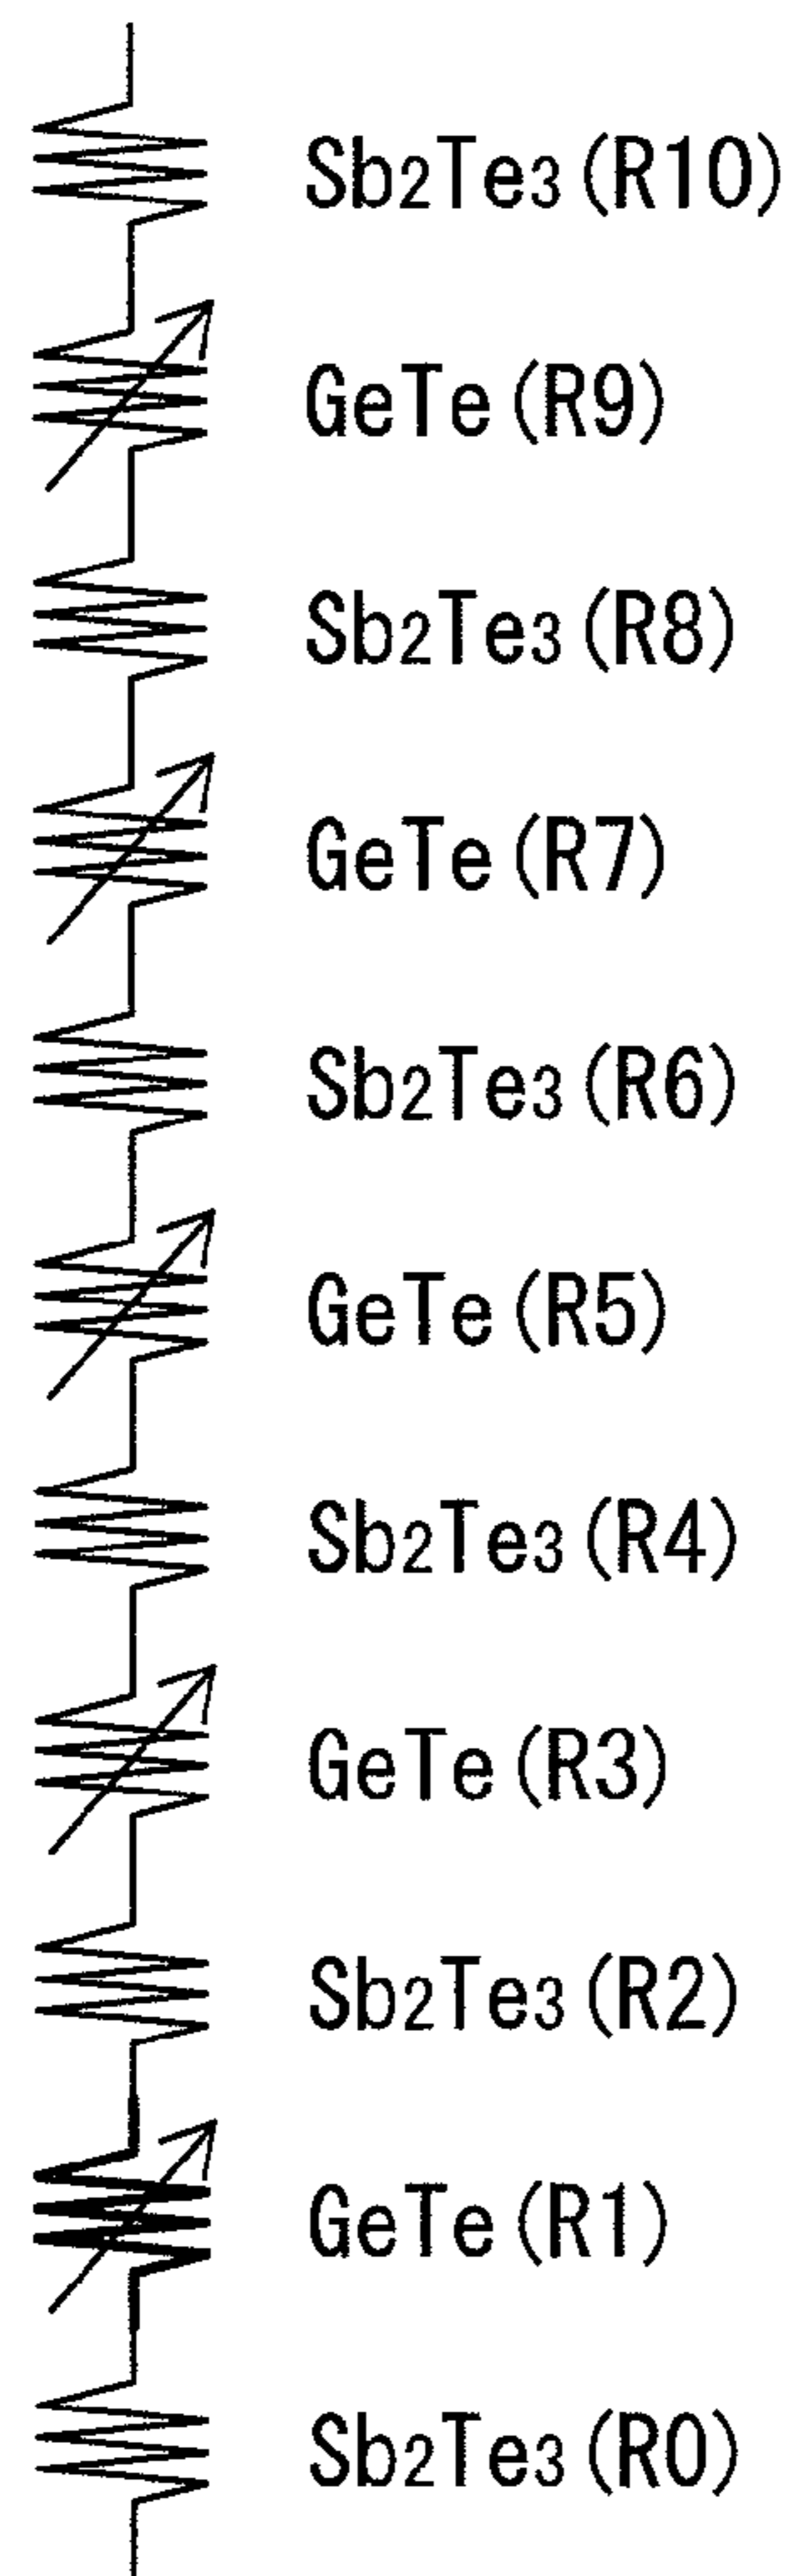 Sb2Te3(R10)
GeTe(R9)
Sb2Te3(R8)
GeTe(R7)
Sb2Te3(R6)
GeTe(R5)
Sb2Te3(R4)
GeTe(R3)
Sb2Te3(R2)
GeTe(R1)
Sb2Te3(R0)